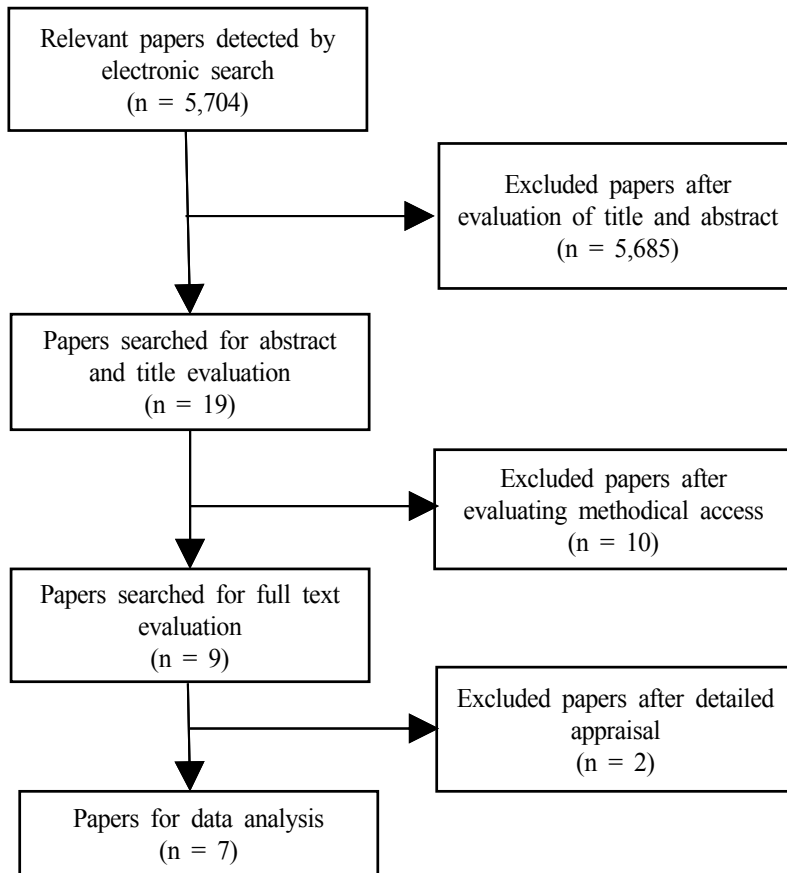 Relevant papers detected by
electronic search
(n = 5,704)
Excluded papers after
evaluation of title and abstract
(n = 5,685)
Papers searched for abstract
and title evaluation
(n = 19)
Excluded papers after
evaluating methodical access
(n = 10)
Papers searched for full text
evaluation
(n = 9)
Excluded papers after detailed
appraisal
(n = 2)
Papers for data analysis
(n = 7)